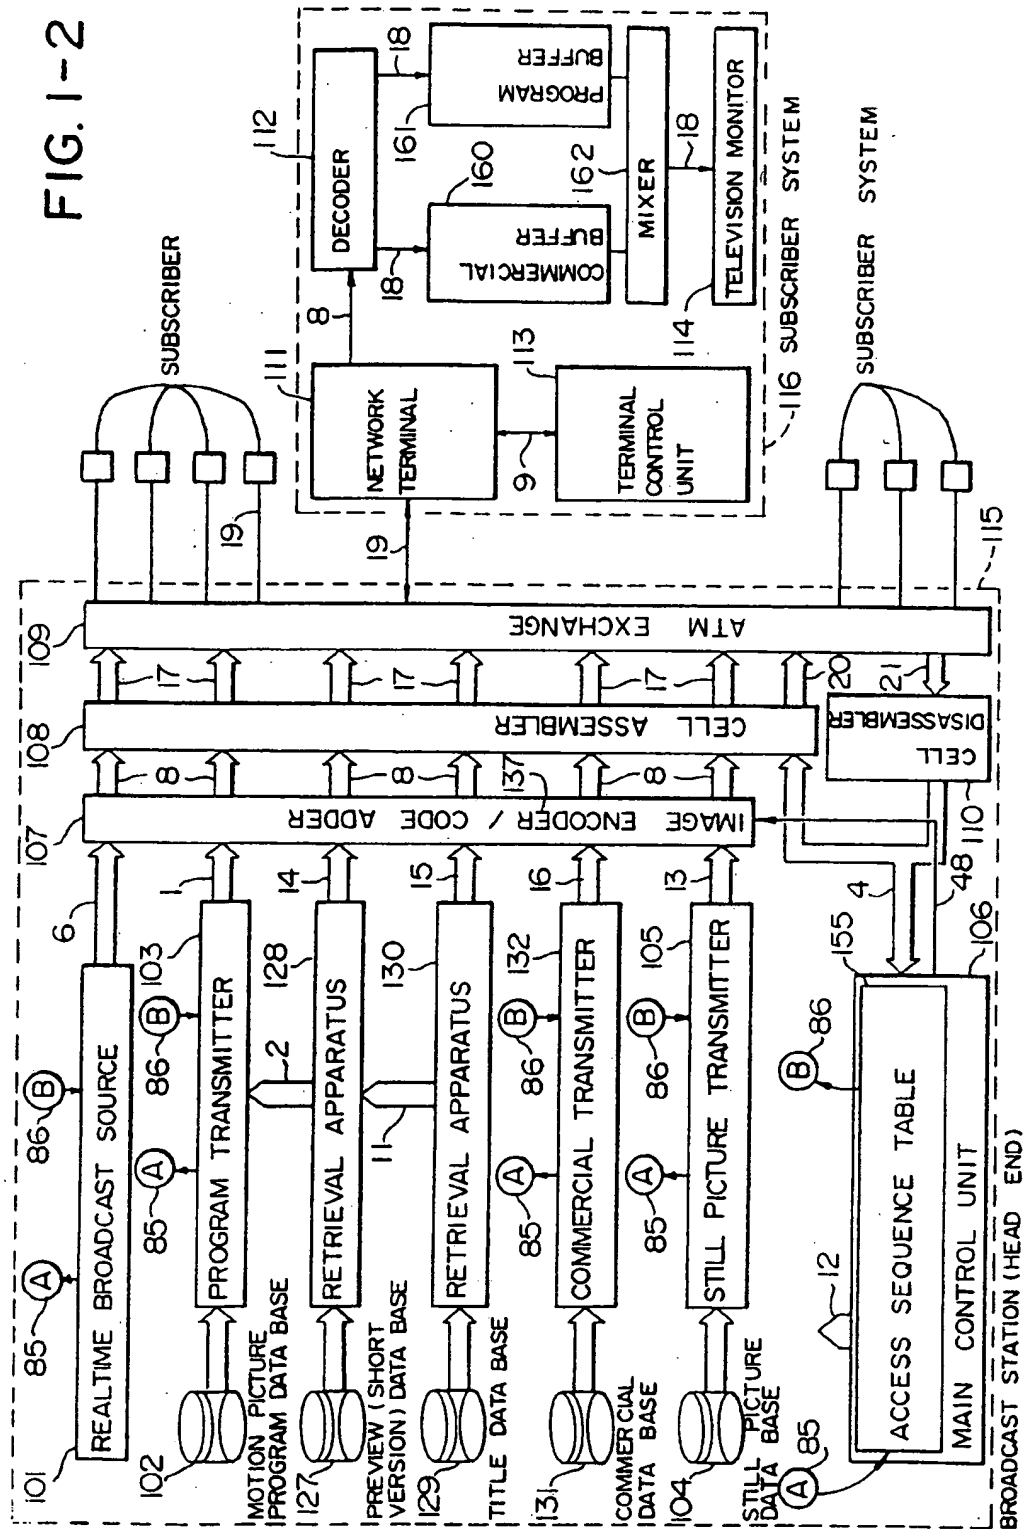 FIG. 1-2
101
REALTIME BROADCAST SOURCE
85
A
86
B
6
102
MOTION PICTURE
PROGRAM DATA BASE
103
PROGRAM TRANSMITTER
85
A
86
B
1
2
127
PREVIEW (SHORT
VERSION) DATA BASE
128
RETRIEVAL APPARATUS
14
11
129
TITLE DATA BASE
130
RETRIEVAL APPARATUS
15
131
COMMERCIAL
DATA BASE
132
COMMERCIAL TRANSMITTER
85
A
86
B
16
104
STILL PICTURE
DATA BASE
105
STILL PICTURE TRANSMITTER
85
A
86
B
13
85
A
12
86
B
155
ACCESS SEQUENCE TABLE
MAIN CONTROL UNIT
106
4
48
BROADCAST STATION (HEAD END)
107
IMAGE ENCODER / CODE ADDER
137
8
8
8
8
108
CELL ASSEMBLER
17
17
17
17
20
21
110
CELL
DISASSEMBLER
109
ATM EXCHANGE
115
19
SUBSCRIBER
19
111
NETWORK
TERMINAL
9
113
TERMINAL
CONTROL
UNIT
8
112
DECODER
18
18
160
COMMERCIAL
BUFFER
161
PROGRAM
BUFFER
162
MIXER
18
114
TELEVISION MONITOR
116 SUBSCRIBER SYSTEM
SUBSCRIBER SYSTEM